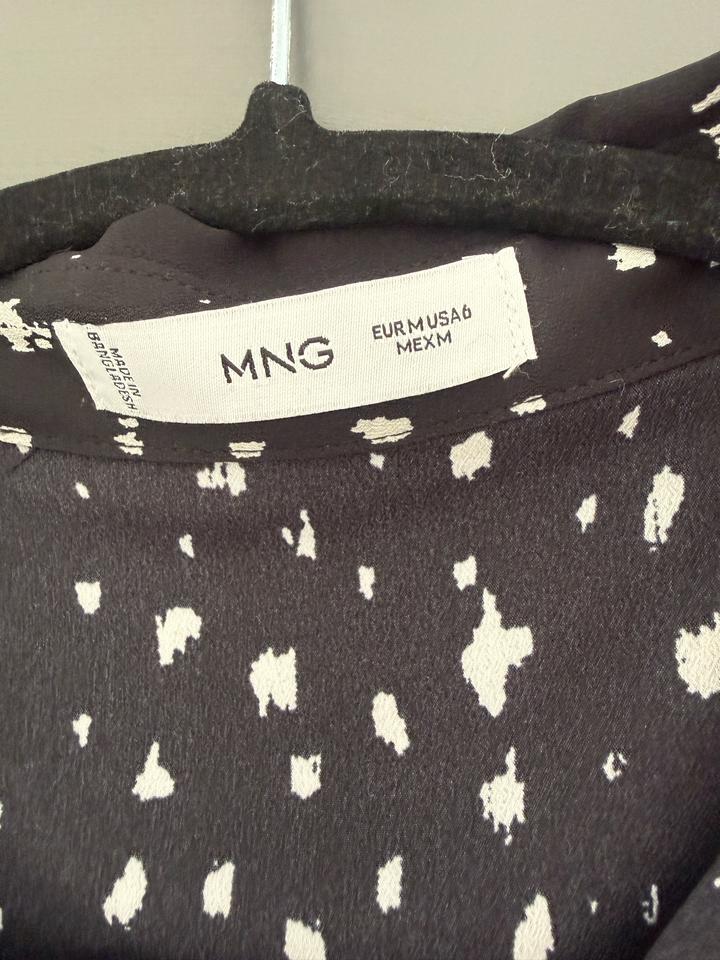 MADE IN
BANGLADESH
MNG
EUR M USA 6
MEX M